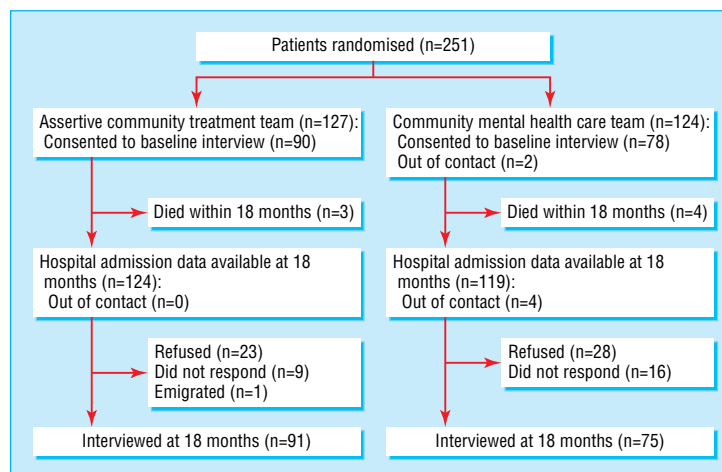 Patients randomised (n=251)
Assertive community treatment team (n=127):
Consented to baseline interview (n=90)
Community mental health care team (n=124):
Consented to baseline interview (n=78)
Out of contact (n=2)
Died within 18 months (n=3)
Died within 18 months (n=4)
Hospital admission data available at 18
months (n=124):
Out of contact (n=0)
Hospital admission data available at 18
months (n=119):
Out of contact (n=4)
Refused (n=23)
Did not respond (n=9)
Emigrated (n=1)
Refused (n=28)
Did not respond (n=16)
Interviewed at 18 months (n=91)
Interviewed at 18 months (n=75)